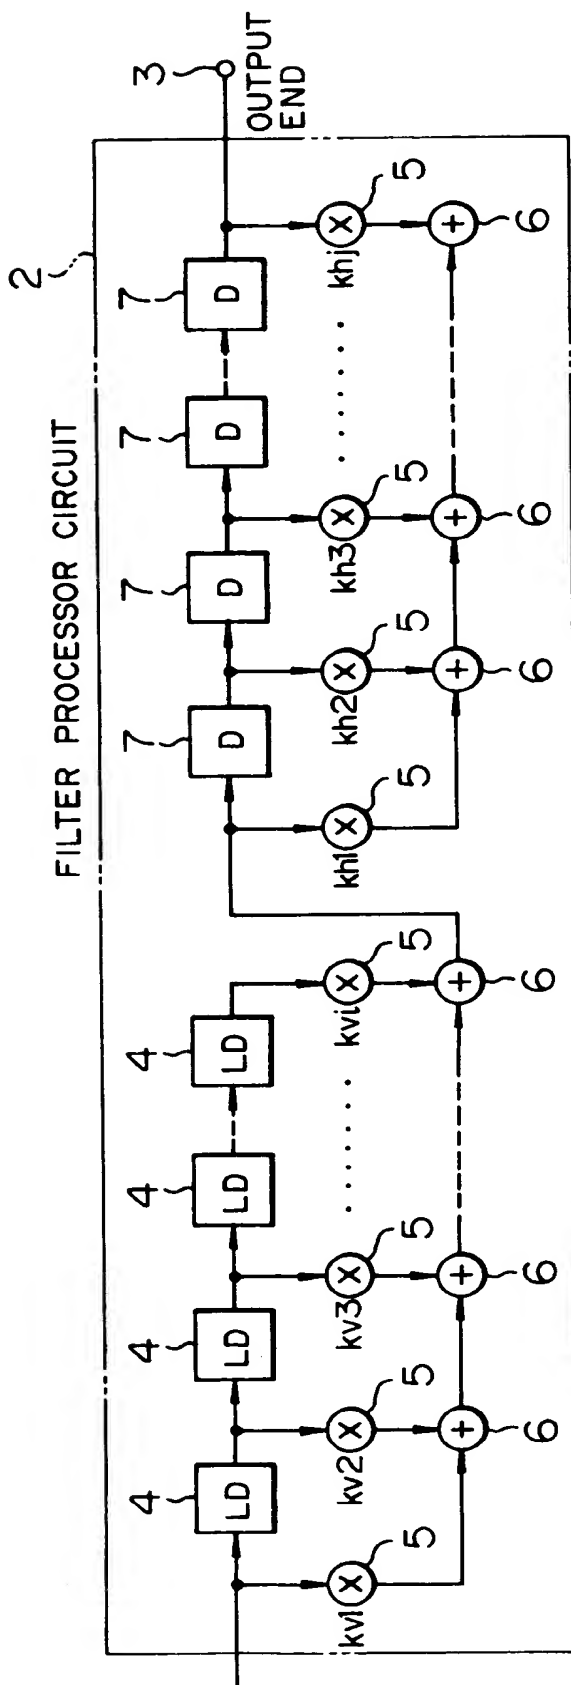 FILTER PROCESSOR CIRCUIT
2
3
OUTPUT
END
4 4 4 4 7 7 7 7
LD LD LD LD D D D D
5 5 5 5 5 5 5 5
X X X X X X X X
kv1 kv2 kv3 ....... kvi kh1 kh2 kh3 ....... khj
+ + + + + +
6 6 6 6 6 6